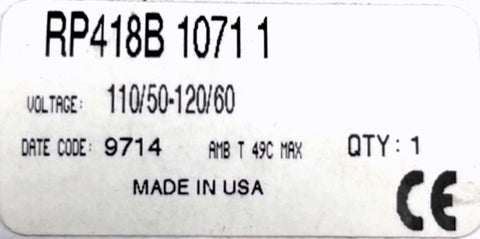 RP418B 1071 1
VOLTAGE: 110/50-120/60
DATE CODE: 9714 AMB T 49C MAX QTY: 1
MADE IN USA
CE